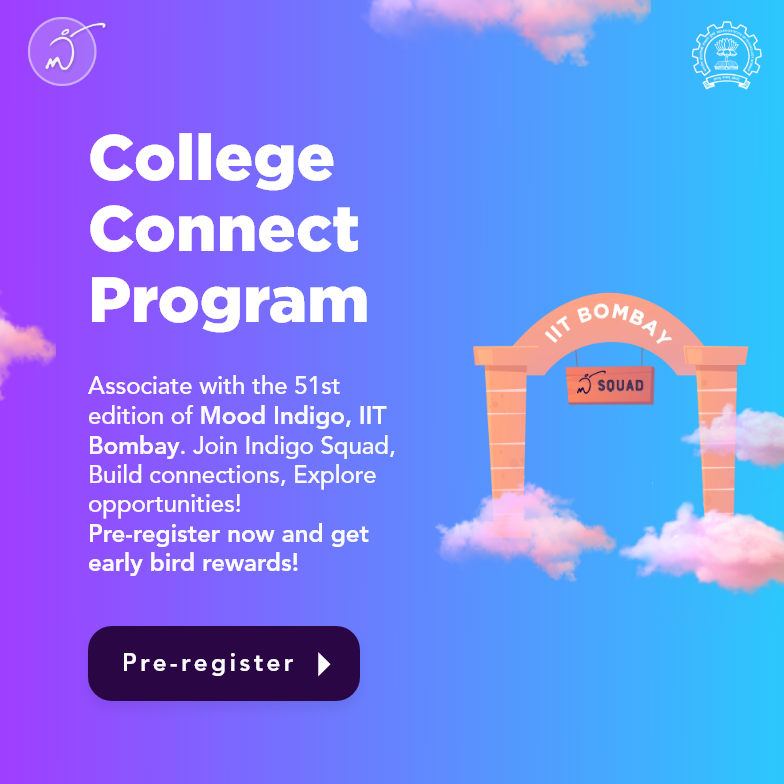 College
Connect
Program
IIT BOMBAY
SQUAD
Associate with the 51st
edition of Mood Indigo, IIT
Bombay. Join Indigo Squad,
Build connections, Explore
opportunities!
Pre-register now and get
early bird rewards!
Pre-register